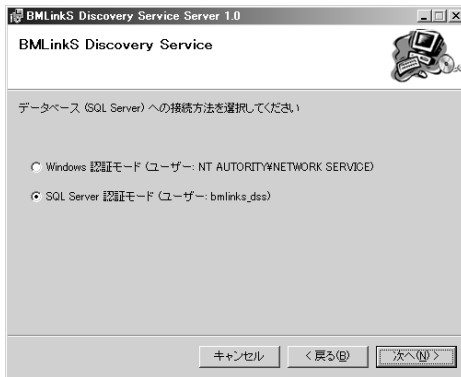 BMLinkS Discovery Service Server 1.0
BMLinkS Discovery Service
データベース (SQL Server) への接続方法を選択してください
Windows 認証モード (ユーザー: NT AUTORITY¥NETWORK SERVICE)
SQL Server 認証モード (ユーザー: bmlinks_dss)
キャンセル
< 戻る(B)
次へ(N) >